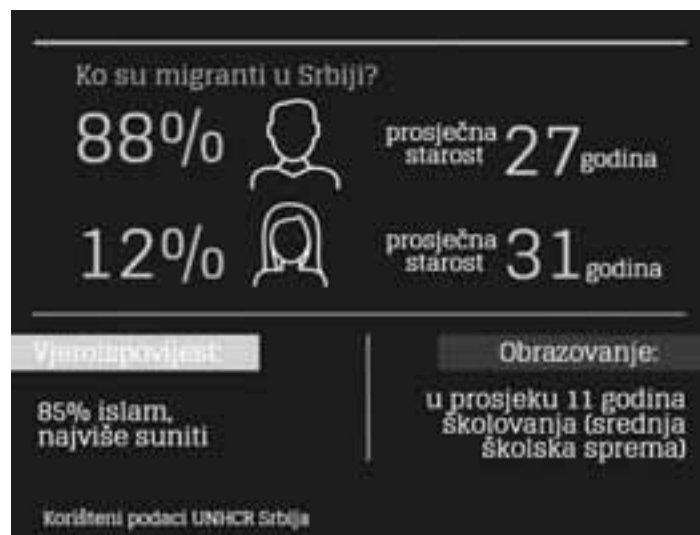 Ko su migranti u Srbiji?
88%
prosječna
starost 27 godina
12%
prosječna
starost 31 godina
Vjeroispovijest:
85% islam,
najviše suniti
Obrazovanje:
u prosjeku 11 godina
školovanja (srednja
školska sprema)
Korišteni podaci UNHCR Srbija